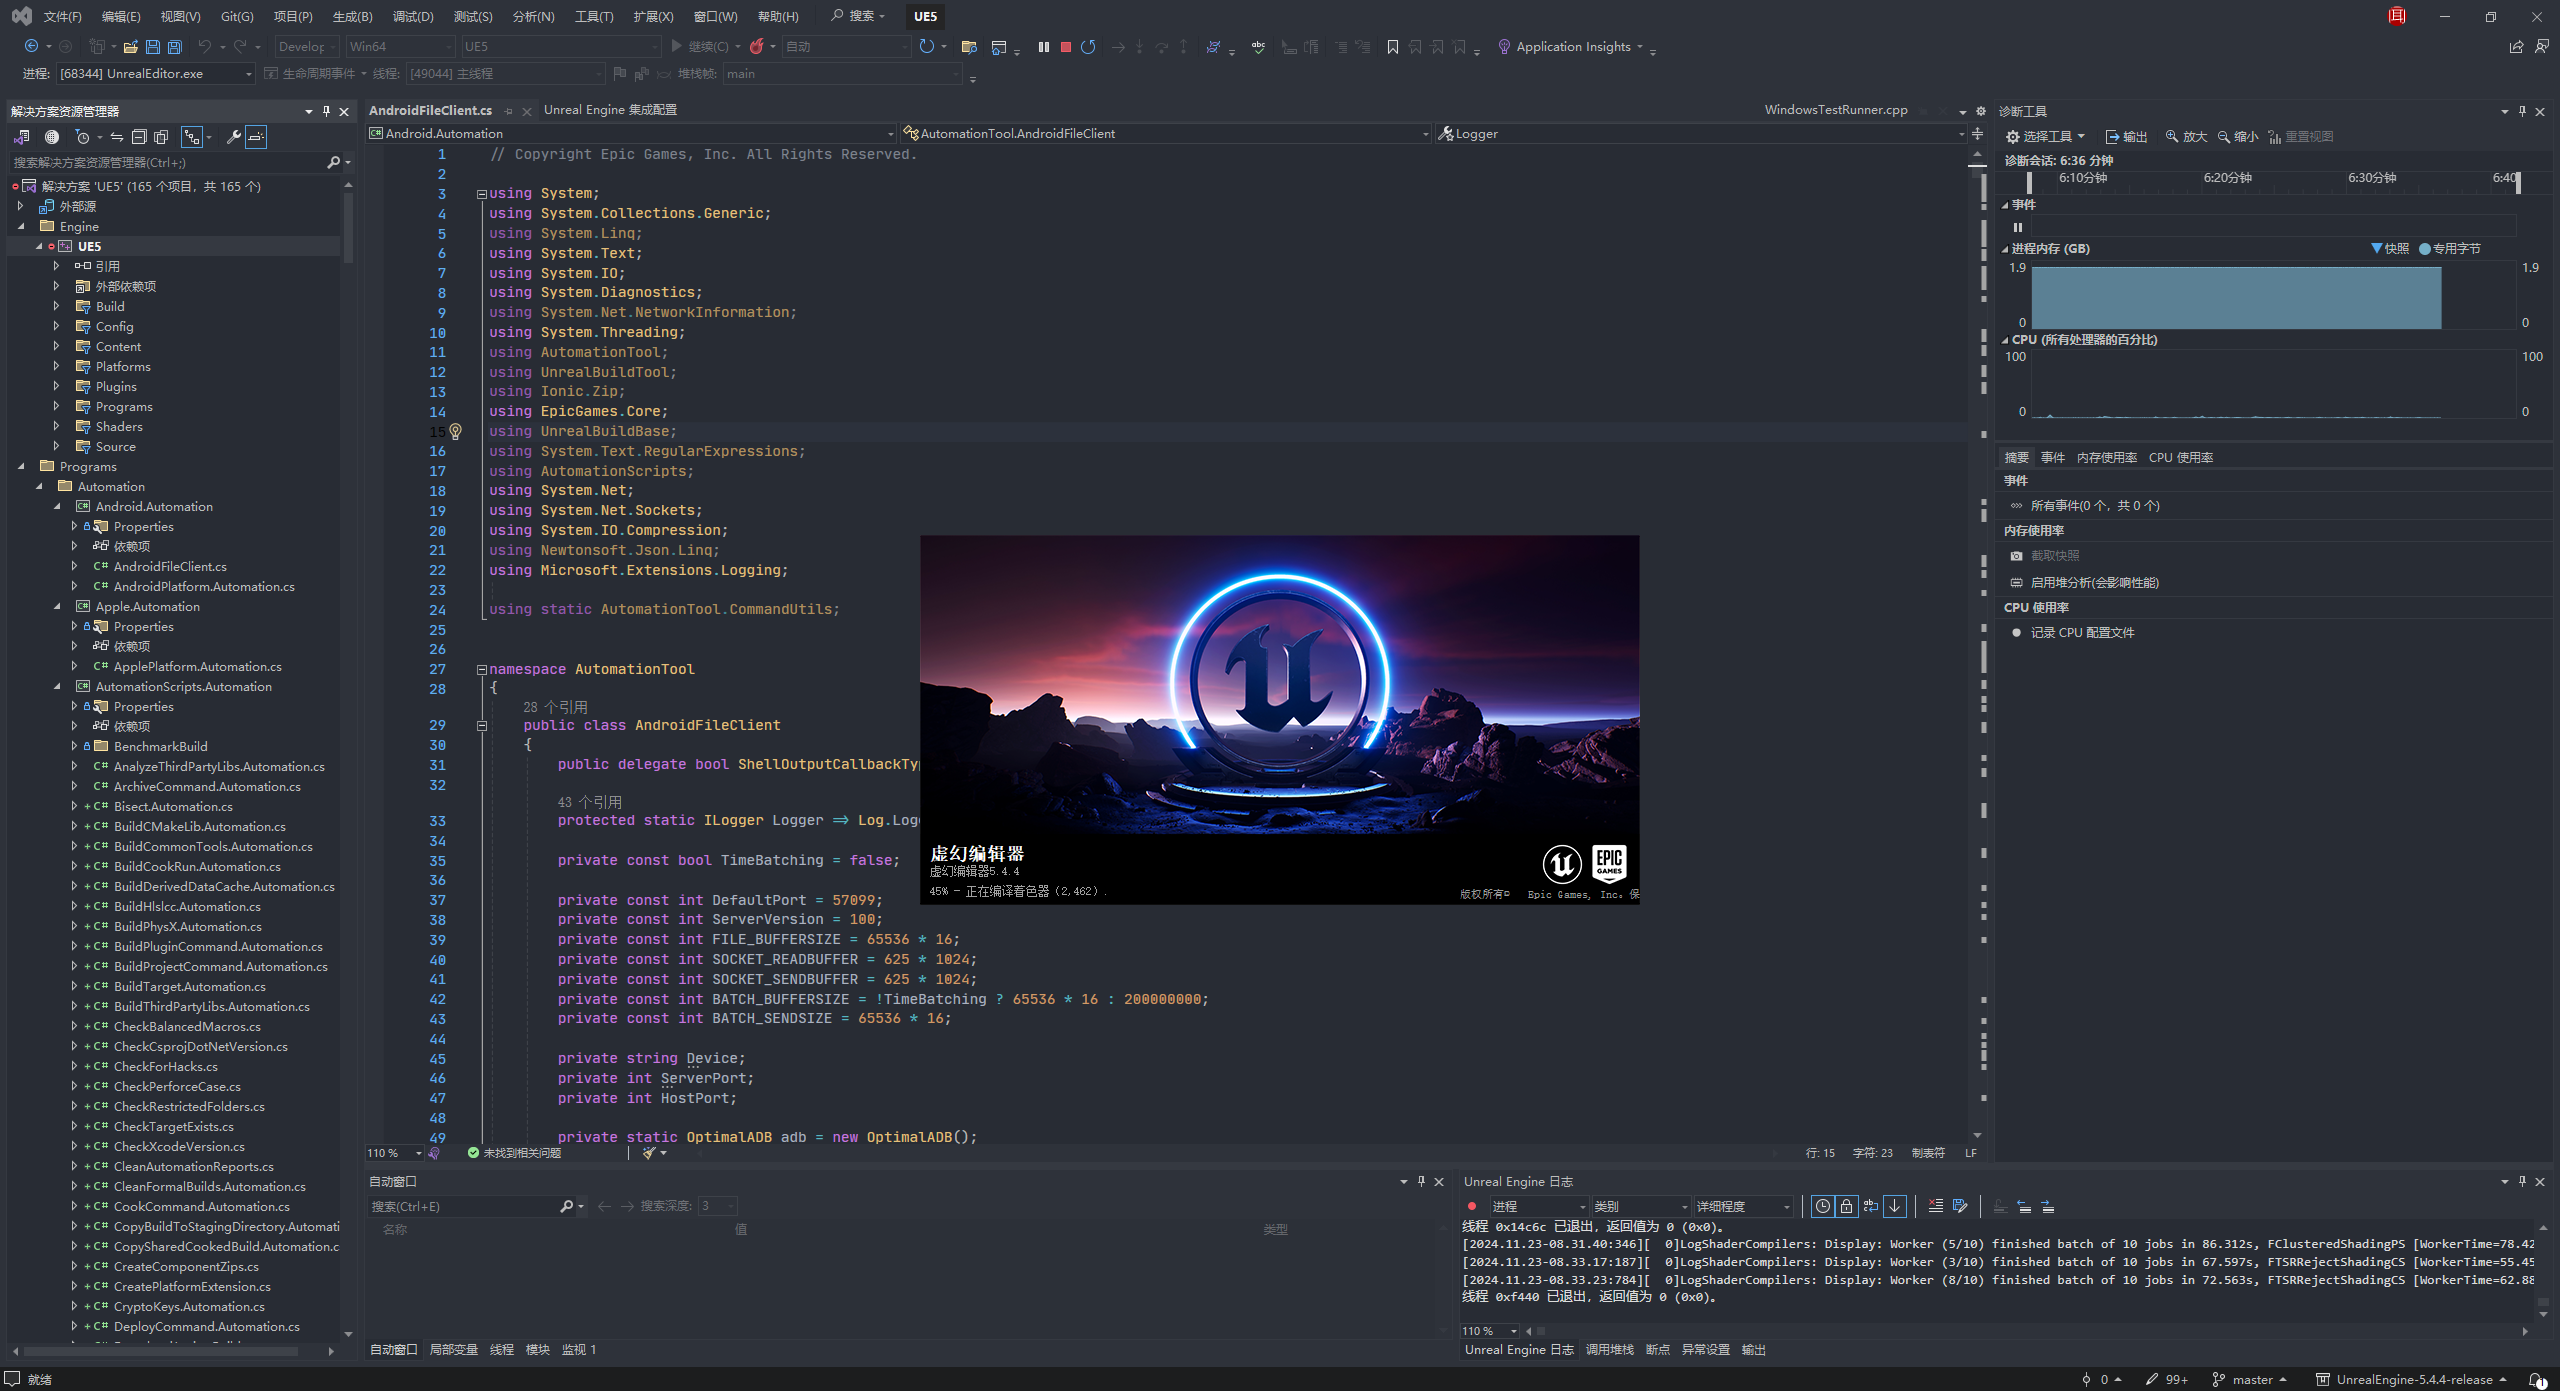 文件(F) 编辑(E) 视图(V) Git(G) 项目(P) 生成(B) 调试(D) 测试(S) 分析(N) 工具(T) 扩展(X) 窗口(W) 帮助(H) 搜索 UE5
Develop Win64 UE5 继续(C) 自动 Application Insights
进程: [68344] UnrealEditor.exe 生命周期事件 线程: [49044] 主线程 堆栈帧: main
解决方案资源管理器
搜索解决方案资源管理器(Ctrl+;)
解决方案 'UE5' (165 个项目, 共 165 个)
外部源
Engine
UE5
引用
外部依赖项
Build
Config
Content
Platforms
Plugins
Programs
Shaders
Source
Programs
Automation
Android.Automation
Properties
依赖项
AndroidFileClient.cs
AndroidPlatform.Automation.cs
Apple.Automation
Properties
依赖项
ApplePlatform.Automation.cs
AutomationScripts.Automation
Properties
依赖项
BenchmarkBuild
AnalyzeThirdPartyLibs.Automation.cs
ArchiveCommand.Automation.cs
Bisect.Automation.cs
BuildCMakeLib.Automation.cs
BuildCommonTools.Automation.cs
BuildCookRun.Automation.cs
BuildDerivedDataCache.Automation.cs
BuildHlslcc.Automation.cs
BuildPhysX.Automation.cs
BuildPluginCommand.Automation.cs
BuildProjectCommand.Automation.cs
BuildTarget.Automation.cs
BuildThirdPartyLibs.Automation.cs
CheckBalancedMacros.cs
CheckCsprojDotNetVersion.cs
CheckForHacks.cs
CheckPerforceCase.cs
CheckRestrictedFolders.cs
CheckTargetExists.cs
CheckXcodeVersion.cs
CleanAutomationReports.cs
CleanFormalBuilds.Automation.cs
CookCommand.Automation.cs
CopyBuildToStagingDirectory.Automati
CopySharedCookedBuild.Automation.c
CreateComponentZips.cs
CreatePlatformExtension.cs
CryptoKeys.Automation.cs
DeployCommand.Automation.cs
AndroidFileClient.cs Unreal Engine 集成配置 WindowsTestRunner.cpp
Android.Automation AutomationTool.AndroidFileClient Logger
1 // Copyright Epic Games, Inc. All Rights Reserved.
2
3 using System;
4 using System.Collections.Generic;
5 using System.Linq;
6 using System.Text;
7 using System.IO;
8 using System.Diagnostics;
9 using System.Net.NetworkInformation;
10 using System.Threading;
11 using AutomationTool;
12 using UnrealBuildTool;
13 using Ionic.Zip;
14 using EpicGames.Core;
15 using UnrealBuildBase;
16 using System.Text.RegularExpressions;
17 using AutomationScripts;
18 using System.Net;
19 using System.Net.Sockets;
20 using System.IO.Compression;
21 using Newtonsoft.Json.Linq;
22 using Microsoft.Extensions.Logging;
23
24 using static AutomationTool.CommandUtils;
25
26
27 namespace AutomationTool
28 {
28 个引用
29 public class AndroidFileClient
30 {
31 public delegate bool ShellOutputCallbackTyp
32
43 个引用
33 protected static ILogger Logger => Log.Logg
34
35 private const bool TimeBatching = false;
36
37 private const int DefaultPort = 57099;
38 private const int ServerVersion = 100;
39 private const int FILE_BUFFERSIZE = 65536 * 16;
40 private const int SOCKET_READBUFFER = 625 * 1024;
41 private const int SOCKET_SENDBUFFER = 625 * 1024;
42 private const int BATCH_BUFFERSIZE = !TimeBatching ? 65536 * 16 : 200000000;
43 private const int BATCH_SENDSIZE = 65536 * 16;
44
45 private string Device;
46 private int ServerPort;
47 private int HostPort;
48
49 private static OptimalADB adb = new OptimalADB();
虚幻编辑器
虚幻编辑器5.4.4
45% - 正在编译着色器 (2,462) .
EPIC GAMES
版权所有© Epic Games, Inc。保
110 % 未找到相关问题 行: 15 字符: 23 制表符 LF
诊断工具
选择工具 输出 放大 缩小 重置视图
诊断会话: 6:36 分钟
6:10分钟 6:20分钟 6:30分钟 6:40
事件
进程内存 (GB) 快照 专用字节
1.9 1.9
0 0
CPU (所有处理器的百分比)
100 100
0 0
摘要 事件 内存使用率 CPU 使用率
事件
所有事件(0 个, 共 0 个)
内存使用率
截取快照
启用堆分析(会影响性能)
CPU 使用率
记录 CPU 配置文件
自动窗口
搜索(Ctrl+E) 搜索深度: 3
名称 值 类型
自动窗口 局部变量 线程 模块 监视 1
Unreal Engine 日志
进程 类别 详细程度
线程 0x14c6c 已退出, 返回值为 0 (0x0)。
[2024.11.23-08.31.40:346][  0]LogShaderCompilers: Display: Worker (5/10) finished batch of 10 jobs in 86.312s, FClusteredShadingPS [WorkerTime=78.42
[2024.11.23-08.33.17:187][  0]LogShaderCompilers: Display: Worker (3/10) finished batch of 10 jobs in 67.597s, FTSRRejectShadingCS [WorkerTime=55.45
[2024.11.23-08.33.23:784][  0]LogShaderCompilers: Display: Worker (8/10) finished batch of 10 jobs in 72.563s, FTSRRejectShadingCS [WorkerTime=62.88
线程 0xf440 已退出, 返回值为 0 (0x0)。
110 %
Unreal Engine 日志 调用堆栈 断点 异常设置 输出
就绪 0 99+ master UnrealEngine-5.4.4-release 1